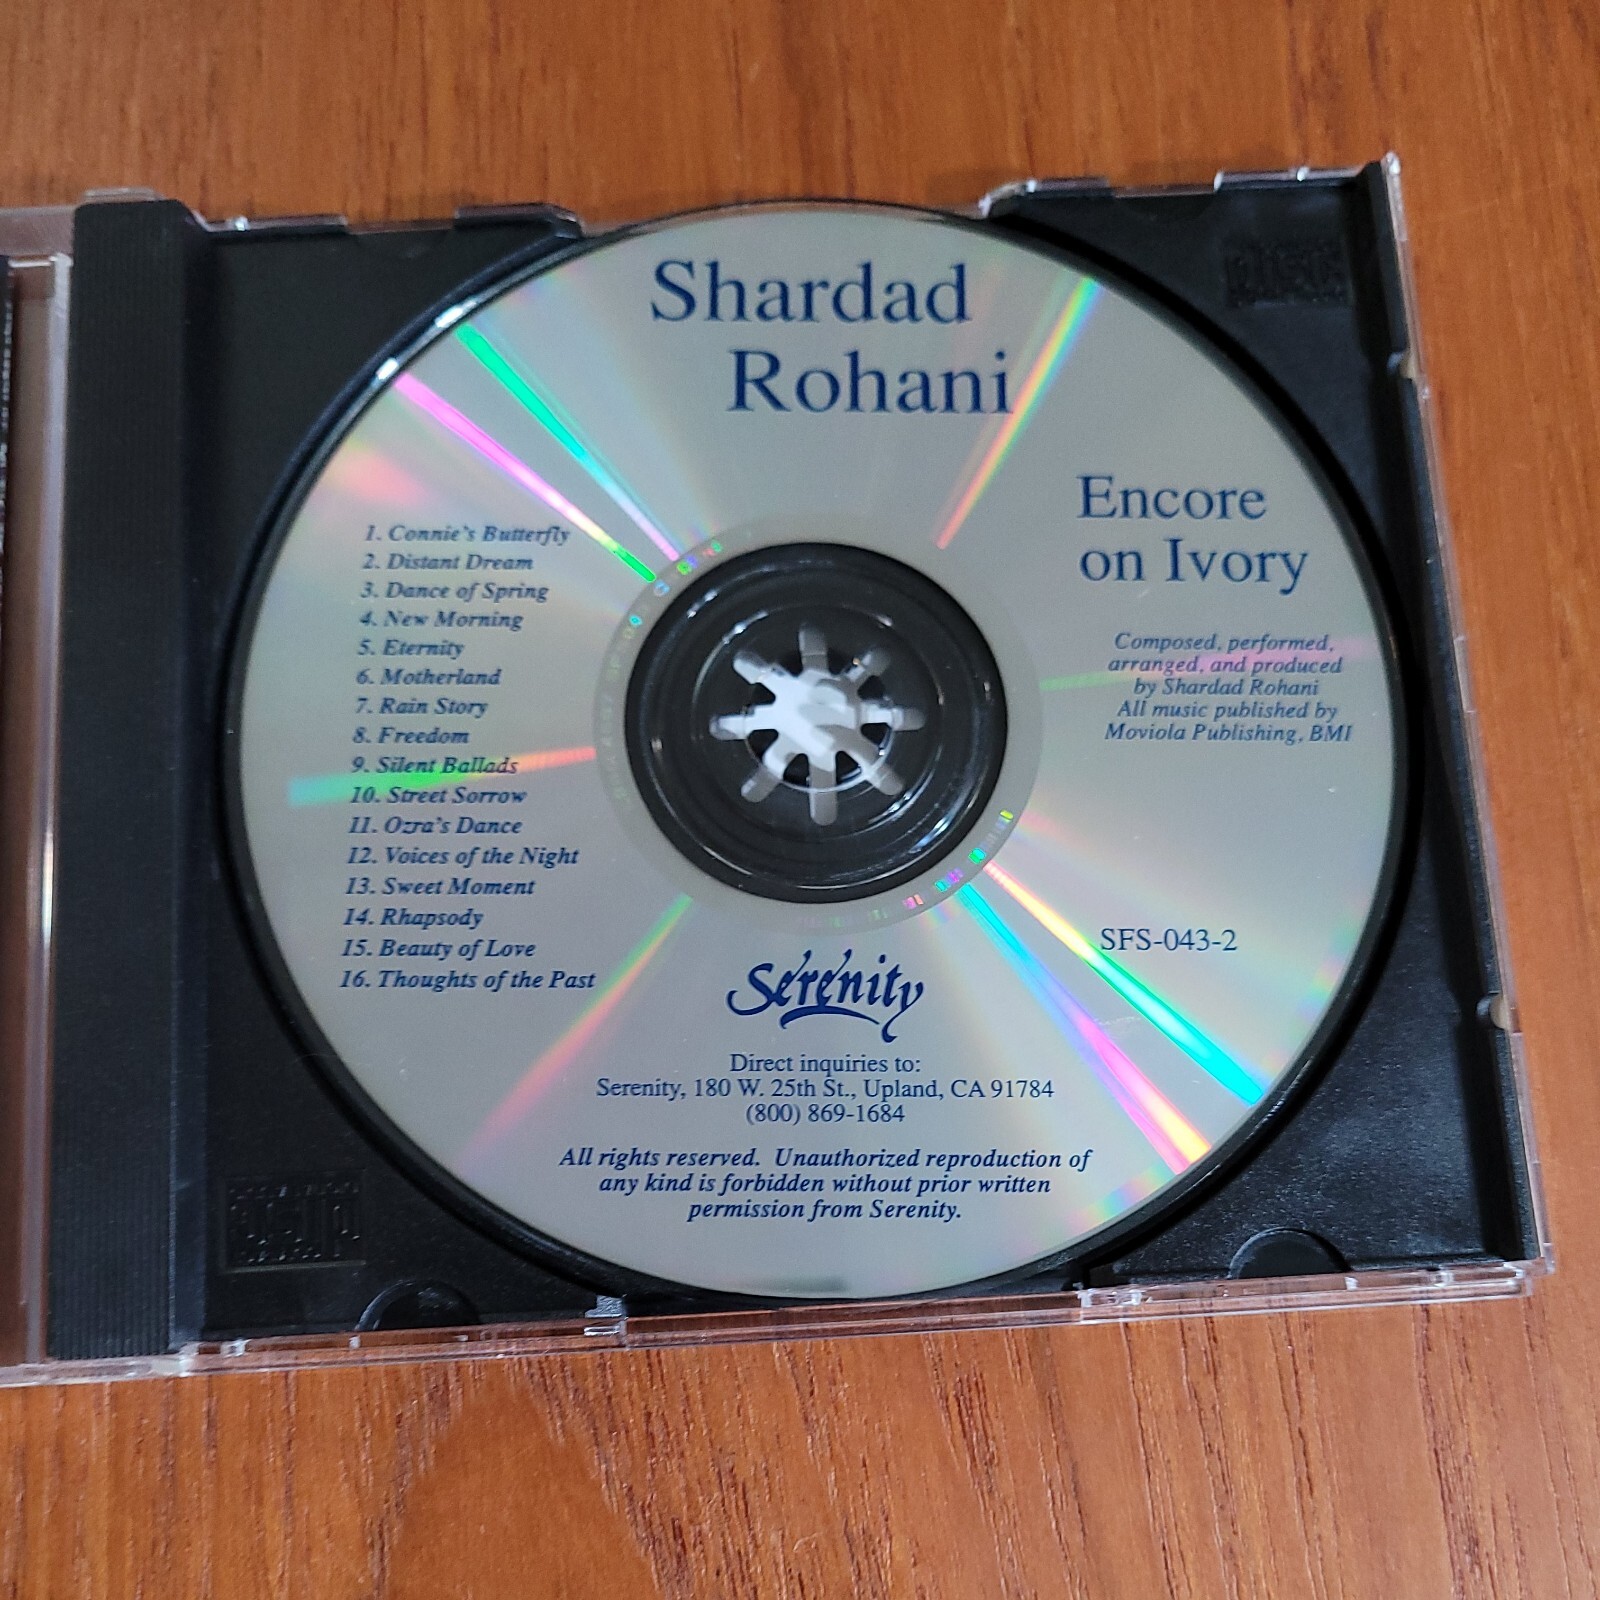 Shardad
Rohani
Encore
on Ivory
1. Connie's Butterfly
2. Distant Dream
3. Dance of Spring
4. New Morning
5. Eternity
6. Motherland
7. Rain Story
8. Freedom
9. Silent Ballads
10. Street Sorrow
11. Ozra's Dance
12. Voices of the Night
13. Sweet Moment
14. Rhapsody
15. Beauty of Love
16. Thoughts of the Past
Composed, performed,
arranged, and produced
by Shardad Rohani
All music published by
Moviola Publishing, BMI
SFS-043-2
Serenity
Direct inquiries to:
Serenity, 180 W. 25th St., Upland, CA 91784
(800) 869-1684
All rights reserved. Unauthorized reproduction of
any kind is forbidden without prior written
permission from Serenity.